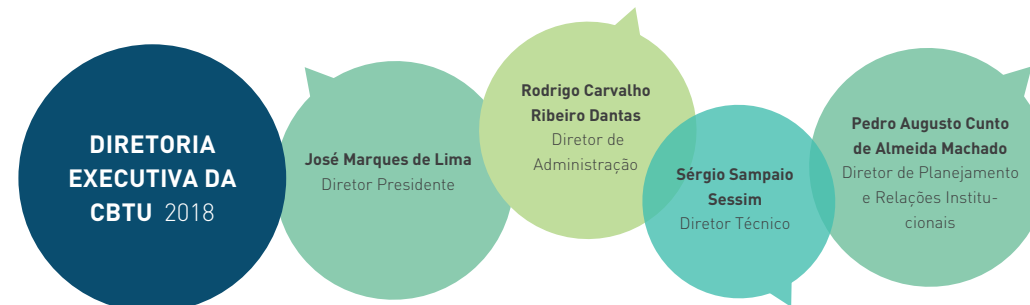 DIRETORIA
EXECUTIVA DA
CBTU 2018
José Marques de Lima
Diretor Presidente
Rodrigo Carvalho
Ribeiro Dantas
Diretor de
Administração
Sérgio Sampaio
Sessim
Diretor Técnico
Pedro Augusto Cunto
de Almeida Machado
Diretor de Planejamento
e Relações Institu-
cionais